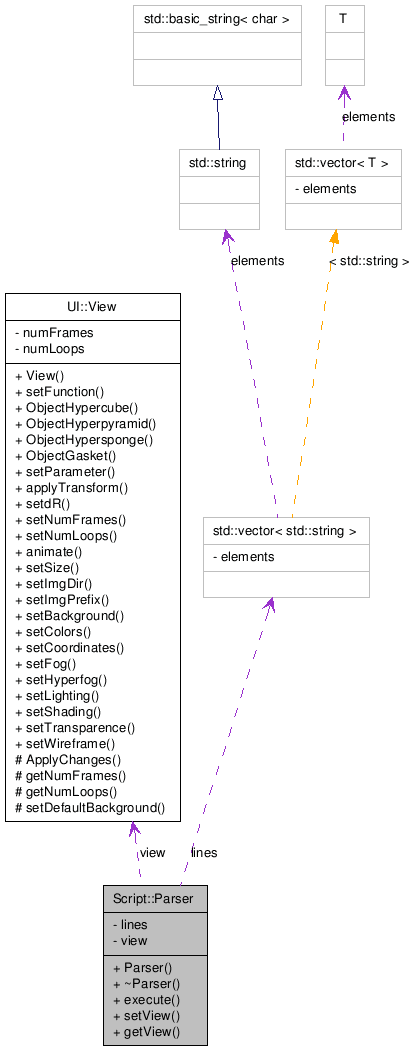 std::basic_string< char >
T
elements
std::string
std::vector< T >
- elements
elements
< std::string >
UI::View
- numFrames
- numLoops
+ View()
+ setFunction()
+ ObjectHypercube()
+ ObjectHyperpyramid()
+ ObjectHypersponge()
+ ObjectGasket()
+ setParameter()
+ applyTransform()
+ setdR()
+ setNumFrames()
+ setNumLoops()
+ animate()
+ setSize()
+ setImgDir()
+ setImgPrefix()
+ setBackground()
+ setColors()
+ setCoordinates()
+ setFog()
+ setHyperfog()
+ setLighting()
+ setShading()
+ setTransparence()
+ setWireframe()
# ApplyChanges()
# getNumFrames()
# getNumLoops()
# setDefaultBackground()
std::vector< std::string >
- elements
view
lines
Script::Parser
- lines
- view
+ Parser()
+ ~Parser()
+ execute()
+ setView()
+ getView()